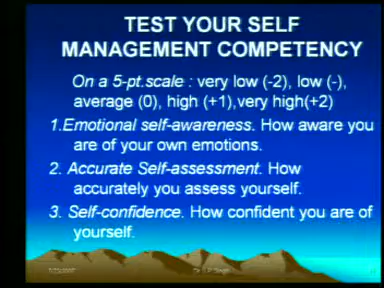 TEST YOUR SELF
MANAGEMENT COMPETENCY
On a 5-pt.scale : very low (-2), low (-),
average (0), high (+1),very high(+2)
1.Emotional self-awareness. How aware you
are of your own emotions.
2. Accurate Self-assessment. How
accurately you assess yourself.
3. Self-confidence. How confident you are of
yourself.